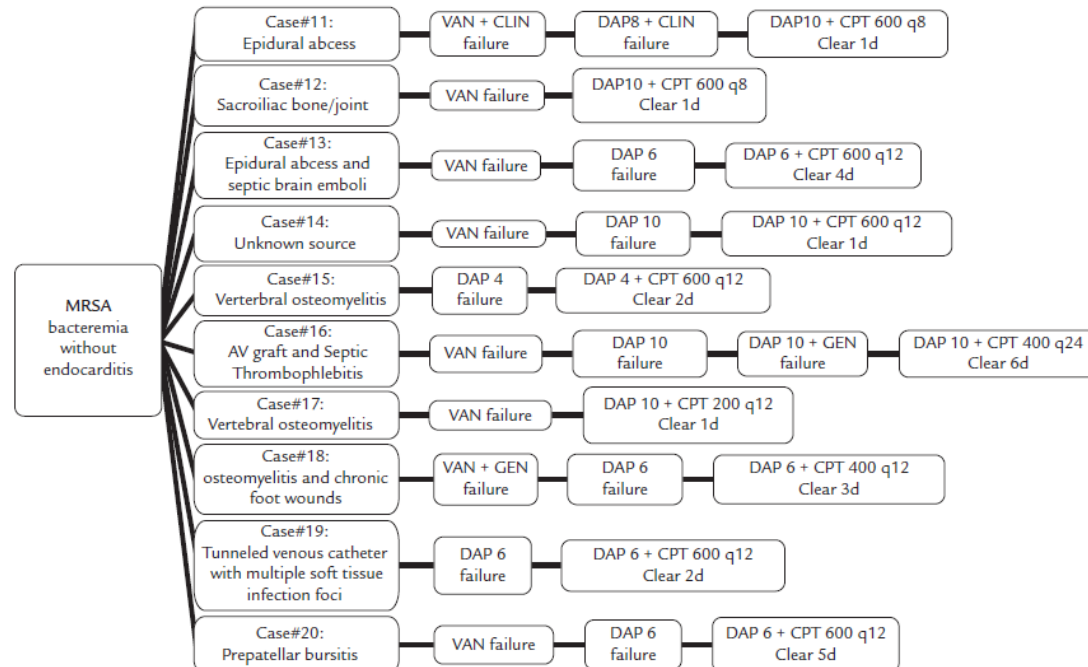 MRSA
bacteremia
without
endocarditis
Case#11:
Epidural abcess
VAN + CLIN
failure
DAP8 + CLIN
failure
DAP10 + CPT 600 q8
Clear 1d
Case#12:
Sacroiliac bone/joint
VAN failure
DAP10 + CPT 600 q8
Clear 1d
Case#13:
Epidural abcess and
septic brain emboli
VAN failure
DAP 6
failure
DAP 6 + CPT 600 q12
Clear 4d
Case#14:
Unknown source
VAN failure
DAP 10
failure
DAP 10 + CPT 600 q12
Clear 1d
Case#15:
Verterbral osteomyelitis
DAP 4
failure
DAP 4 + CPT 600 q12
Clear 2d
Case#16:
AV graft and Septic
Thrombophlebitis
VAN failure
DAP 10
failure
DAP 10 + GEN
failure
DAP 10 + CPT 400 q24
Clear 6d
Case#17:
Vertebral osteomyelitis
VAN failure
DAP 10 + CPT 200 q12
Clear 1d
Case#18:
osteomyelitis and chronic
foot wounds
VAN + GEN
failure
DAP 6
failure
DAP 6 + CPT 400 q12
Clear 3d
Case#19:
Tunneled venous catheter
with multiple soft tissue
infection foci
DAP 6
failure
DAP 6 + CPT 600 q12
Clear 2d
Case#20:
Prepatellar bursitis
VAN failure
DAP 6
failure
DAP 6 + CPT 600 q12
Clear 5d